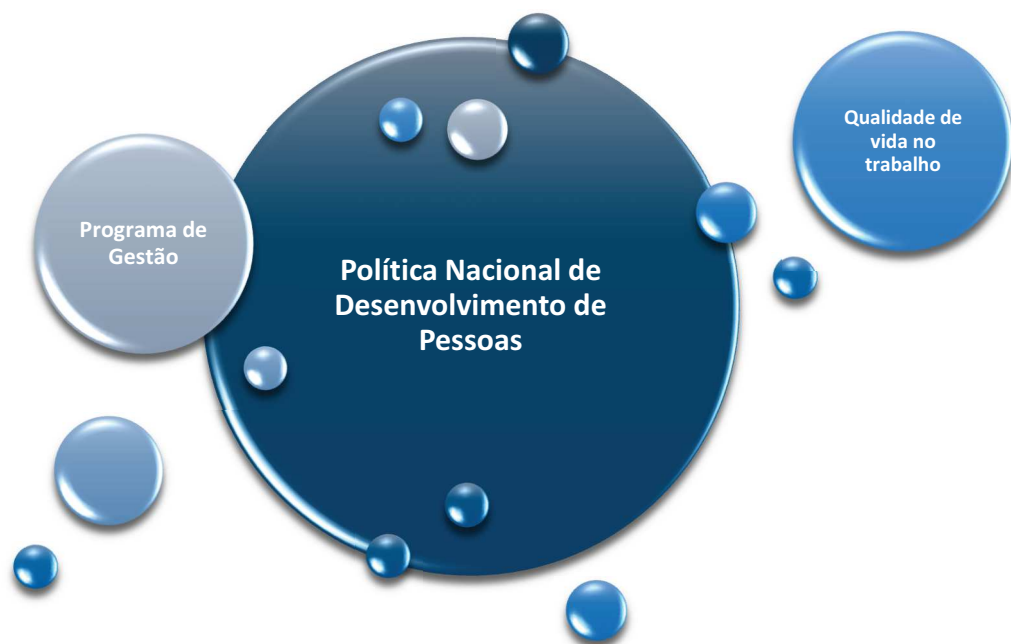 Qualidade de
vida no
trabalho
Programa de
Gestão
Política Nacional de
Desenvolvimento de
Pessoas